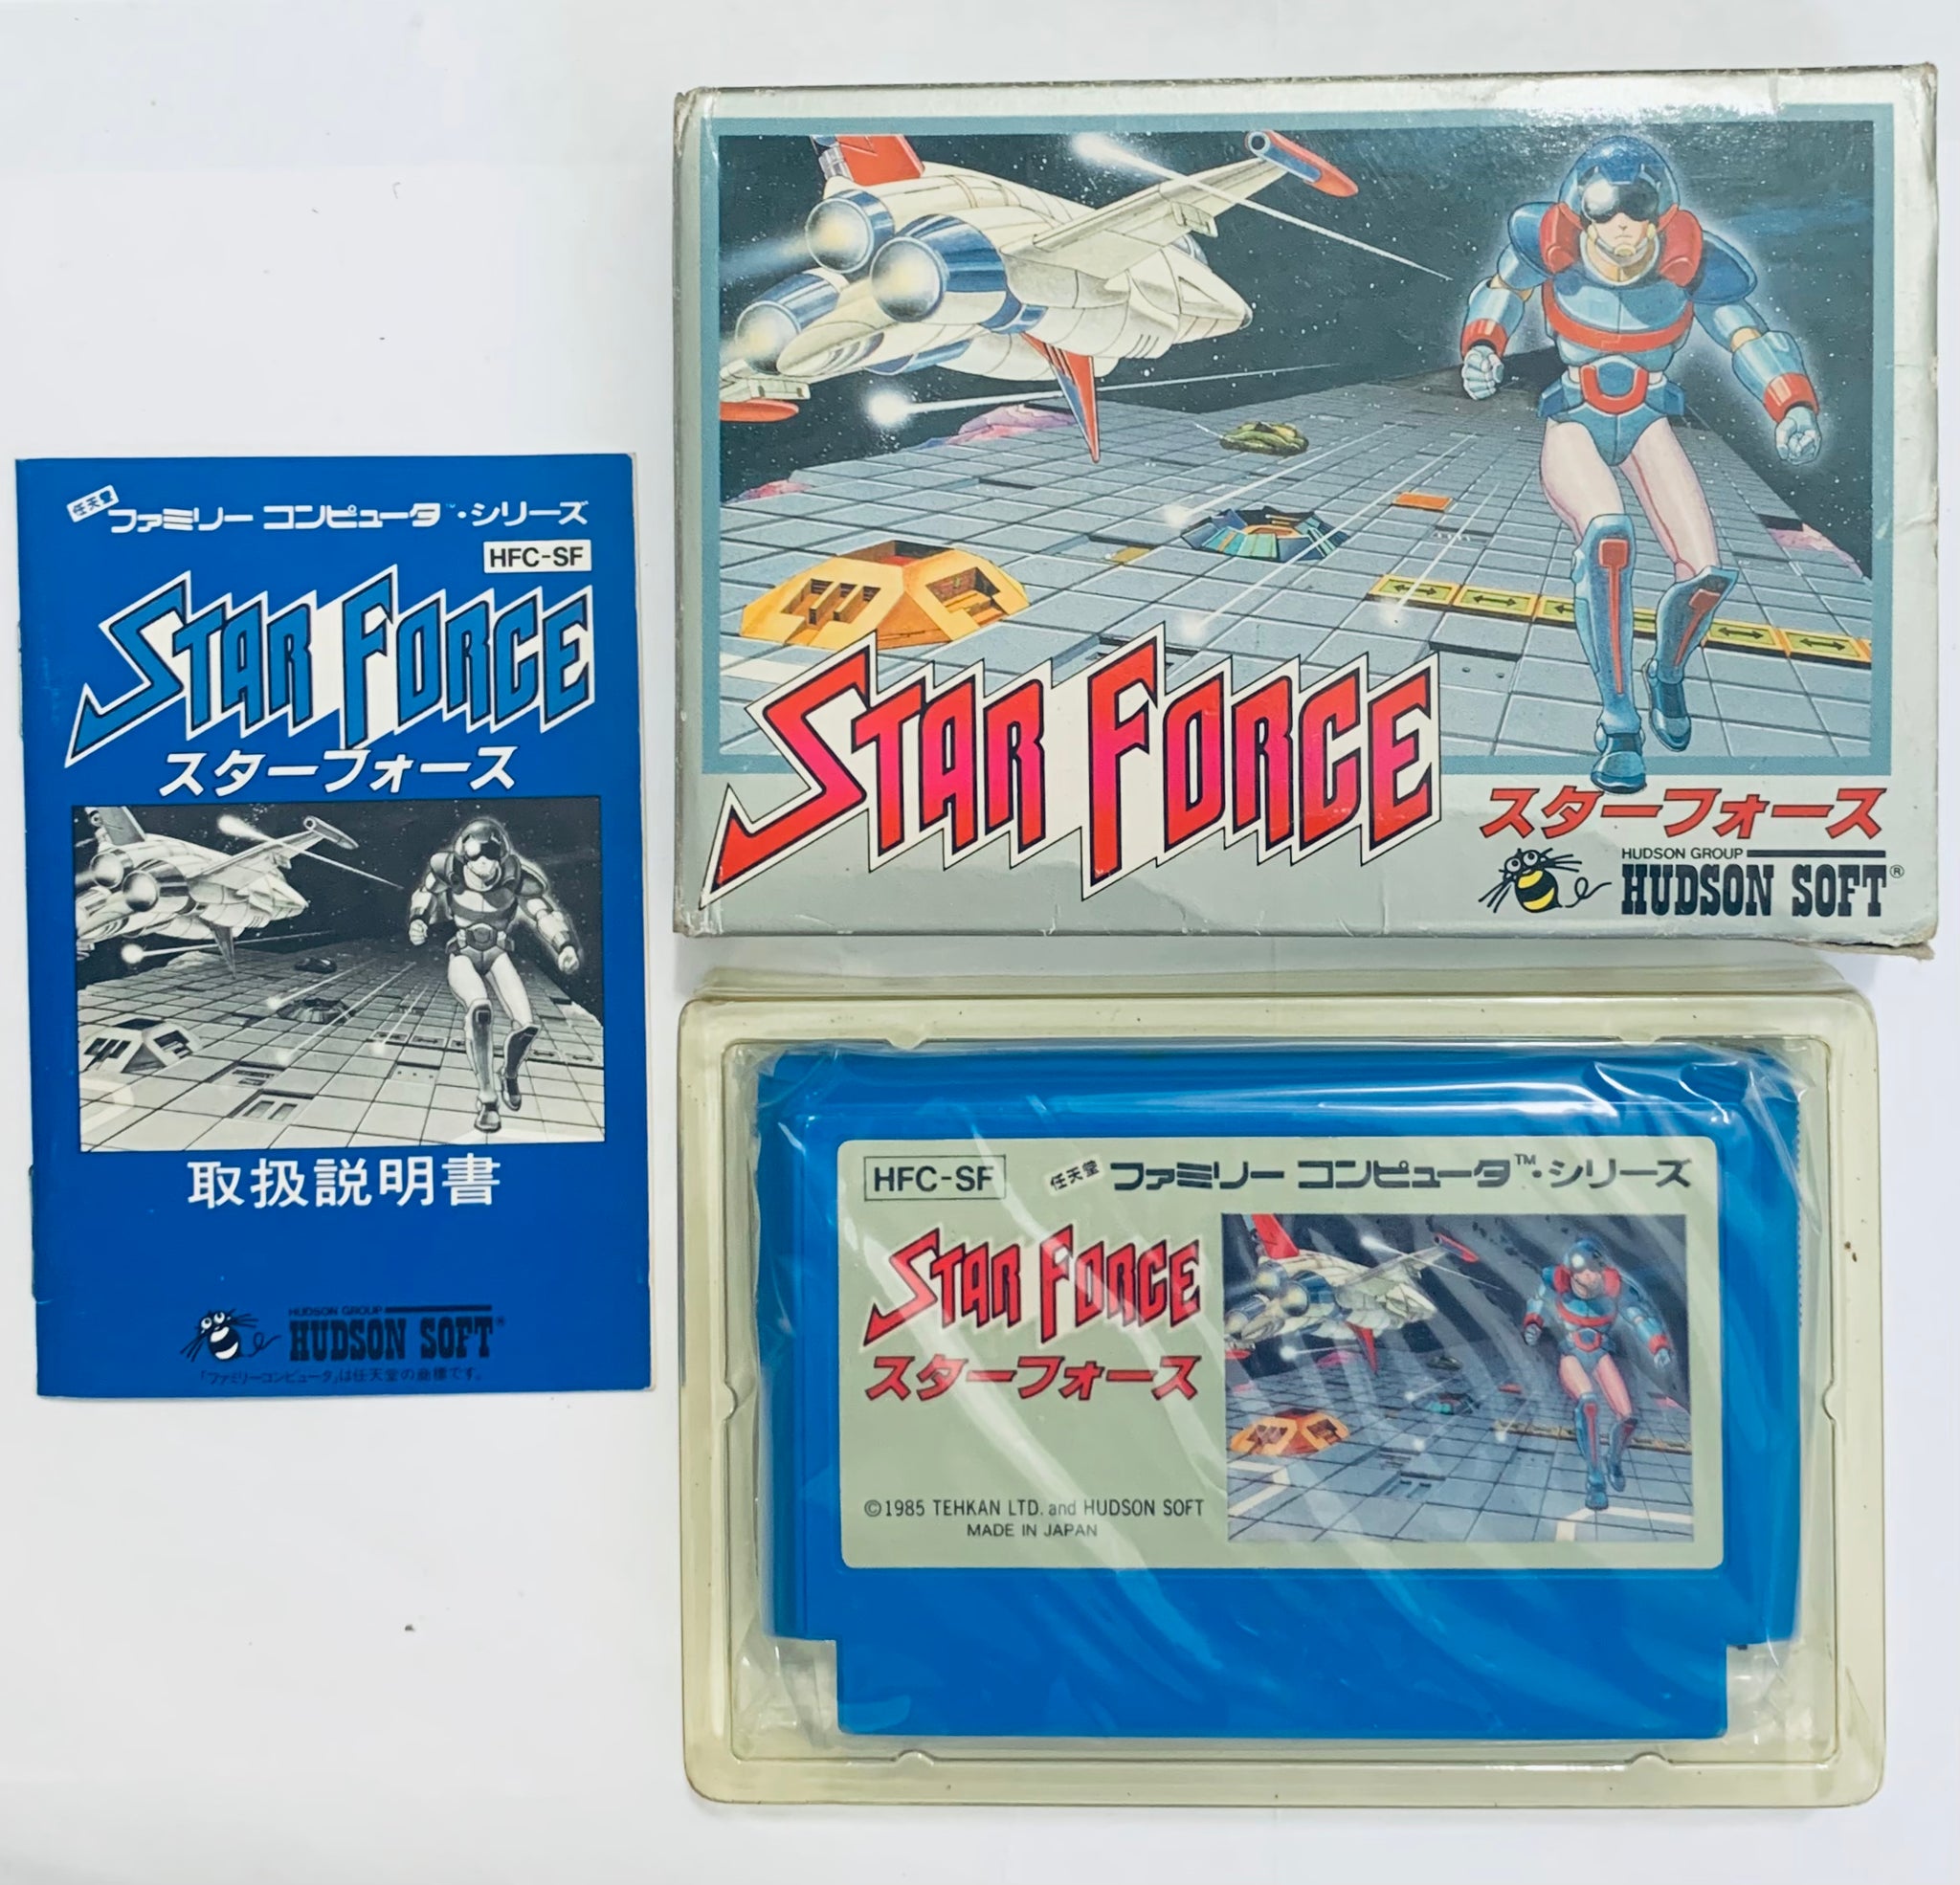 任天堂 ファミリー コンピュータ™・シリーズ
HFC-SF
STAR FORCE
スターフォース
取扱説明書
HUDSON GROUP
HUDSON SOFT®
「ファミリーコンピュータ」は任天堂の商標です。
STAR FORCE
スターフォース
HUDSON GROUP
HUDSON SOFT®
HFC-SF
任天堂 ファミリー コンピュータ™・シリーズ
STAR FORCE
スターフォース
©1985 TEHKAN LTD. and HUDSON SOFT
MADE IN JAPAN